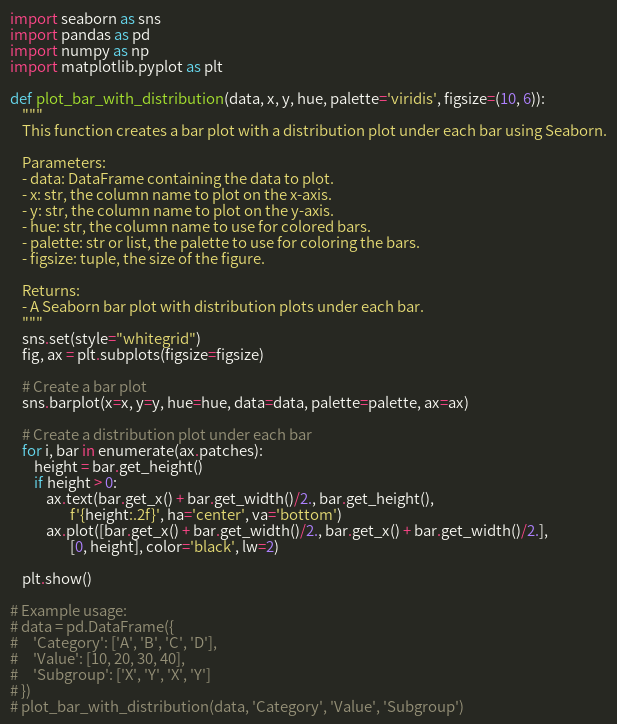 import seaborn as sns
import pandas as pd
import numpy as np
import matplotlib.pyplot as plt

def plot_bar_with_distribution(data, x, y, hue, palette='viridis', figsize=(10, 6)):
    """
    This function creates a bar plot with a distribution plot under each bar using Seaborn.

    Parameters:
    - data: DataFrame containing the data to plot.
    - x: str, the column name to plot on the x-axis.
    - y: str, the column name to plot on the y-axis.
    - hue: str, the column name to use for colored bars.
    - palette: str or list, the palette to use for coloring the bars.
    - figsize: tuple, the size of the figure.

    Returns:
    - A Seaborn bar plot with distribution plots under each bar.
    """
    sns.set(style="whitegrid")
    fig, ax = plt.subplots(figsize=figsize)

    # Create a bar plot
    sns.barplot(x=x, y=y, hue=hue, data=data, palette=palette, ax=ax)

    # Create a distribution plot under each bar
    for i, bar in enumerate(ax.patches):
        height = bar.get_height()
        if height > 0:
            ax.text(bar.get_x() + bar.get_width()/2., bar.get_height(),
                    f'{height:.2f}', ha='center', va='bottom')
            ax.plot([bar.get_x() + bar.get_width()/2., bar.get_x() + bar.get_width()/2.],
                    [0, height], color='black', lw=2)

    plt.show()

# Example usage:
# data = pd.DataFrame({
#     'Category': ['A', 'B', 'C', 'D'],
#     'Value': [10, 20, 30, 40],
#     'Subgroup': ['X', 'Y', 'X', 'Y']
# })
# plot_bar_with_distribution(data, 'Category', 'Value', 'Subgroup')